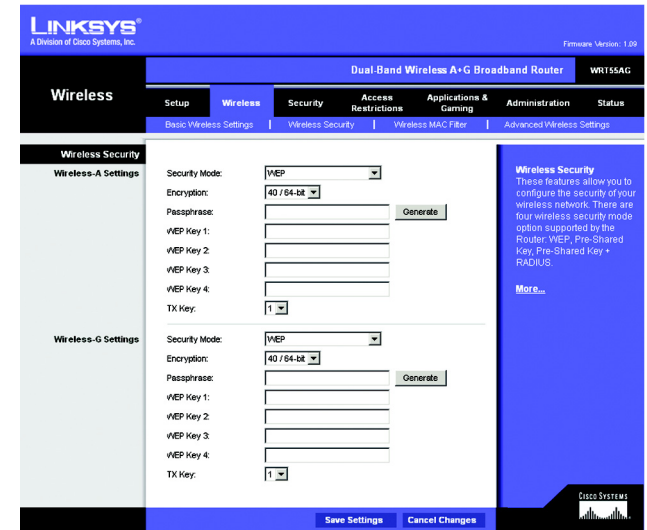 LINKSYS®
A Division of Cisco Systems, Inc.
Firmware Version: 1.09
Dual-Band Wireless A+G Broadband Router WRT55AG
Wireless
Setup Wireless Security Access Restrictions Applications & Gaming Administration Status
Basic Wireless Settings | Wireless Security | Wireless MAC Filter | Advanced Wireless Settings
Wireless Security
Wireless-A Settings
Security Mode: WEP
Encryption: 40 / 64-bit
Passphrase: Generate
WEP Key 1:
WEP Key 2:
WEP Key 3:
WEP Key 4:
TX Key: 1
Wireless-G Settings
Security Mode: WEP
Encryption: 40 / 64-bit
Passphrase: Generate
WEP Key 1:
WEP Key 2:
WEP Key 3:
WEP Key 4:
TX Key: 1
Wireless Security
These features allow you to
configure the security of your
wireless network. There are
four wireless security mode
option supported by the
Router: WEP, Pre-Shared
Key, Pre-Shared Key +
RADIUS.
More...
Save Settings Cancel Changes
CISCO SYSTEMS